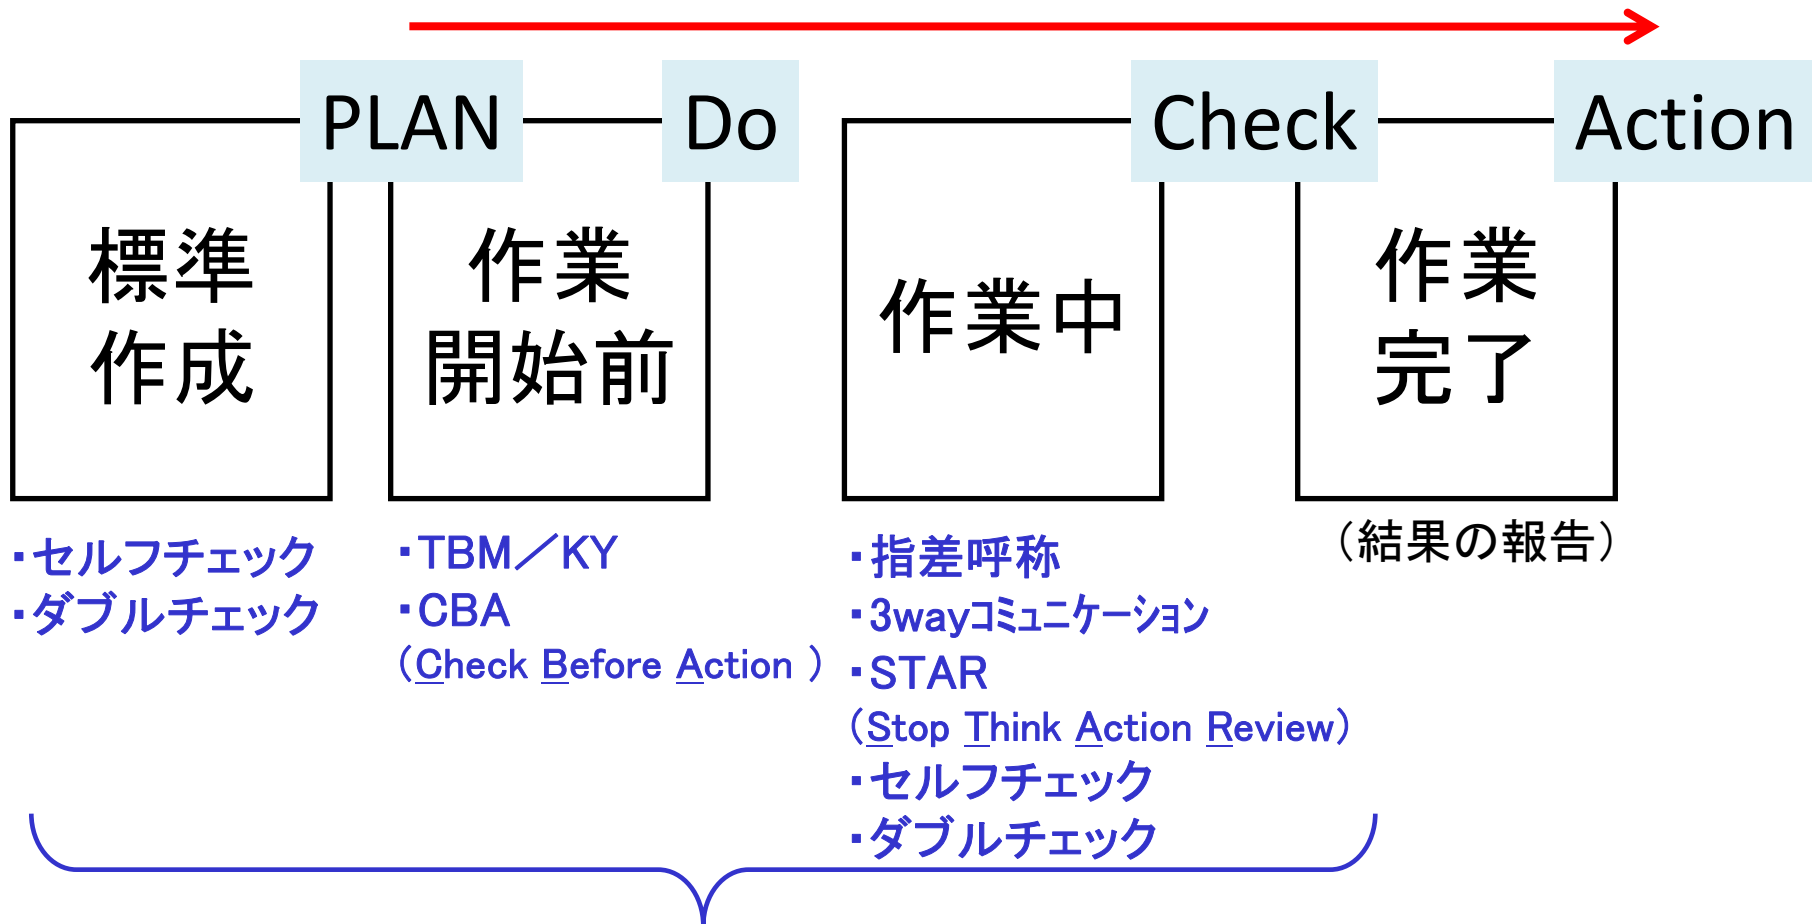 PLAN
Do
Check
Action
標準
作成
作業
開始前
作業中
作業
完了
・セルフチェック
・ダブルチェック
・TBM／KY
・CBA
（Check Before Action ）
・指差呼称
・3wayコミュニケーション
・STAR
（Stop Think Action Review）
・セルフチェック
・ダブルチェック
（結果の報告）